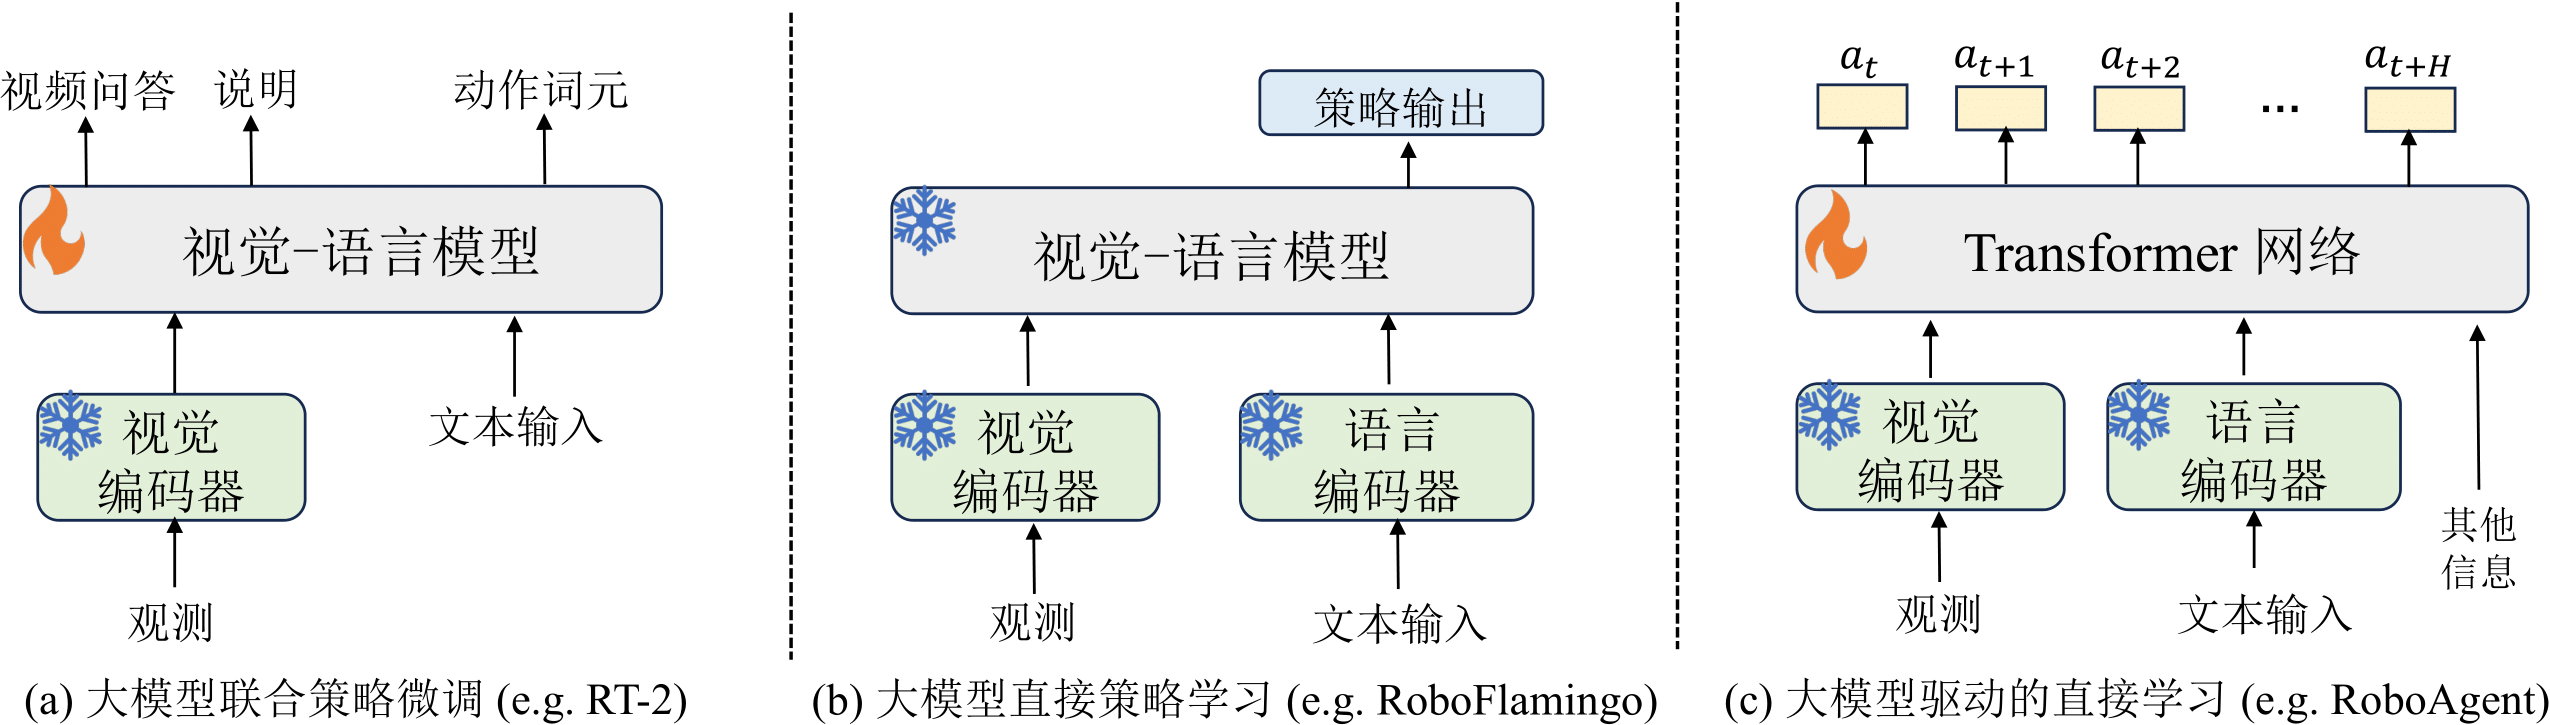 视频问答
说明
动作词元
视觉-语言模型
视觉
编码器
文本输入
观测
(a) 大模型联合策略微调 (e.g. RT-2)
策略输出
视觉-语言模型
视觉
编码器
语言
编码器
观测
文本输入
(b) 大模型直接策略学习 (e.g. RoboFlamingo)
a_t
a_{t+1}
a_{t+2}
...
a_{t+H}
Transformer 网络
视觉
编码器
语言
编码器
其他
信息
观测
文本输入
(c) 大模型驱动的直接学习 (e.g. RoboAgent)